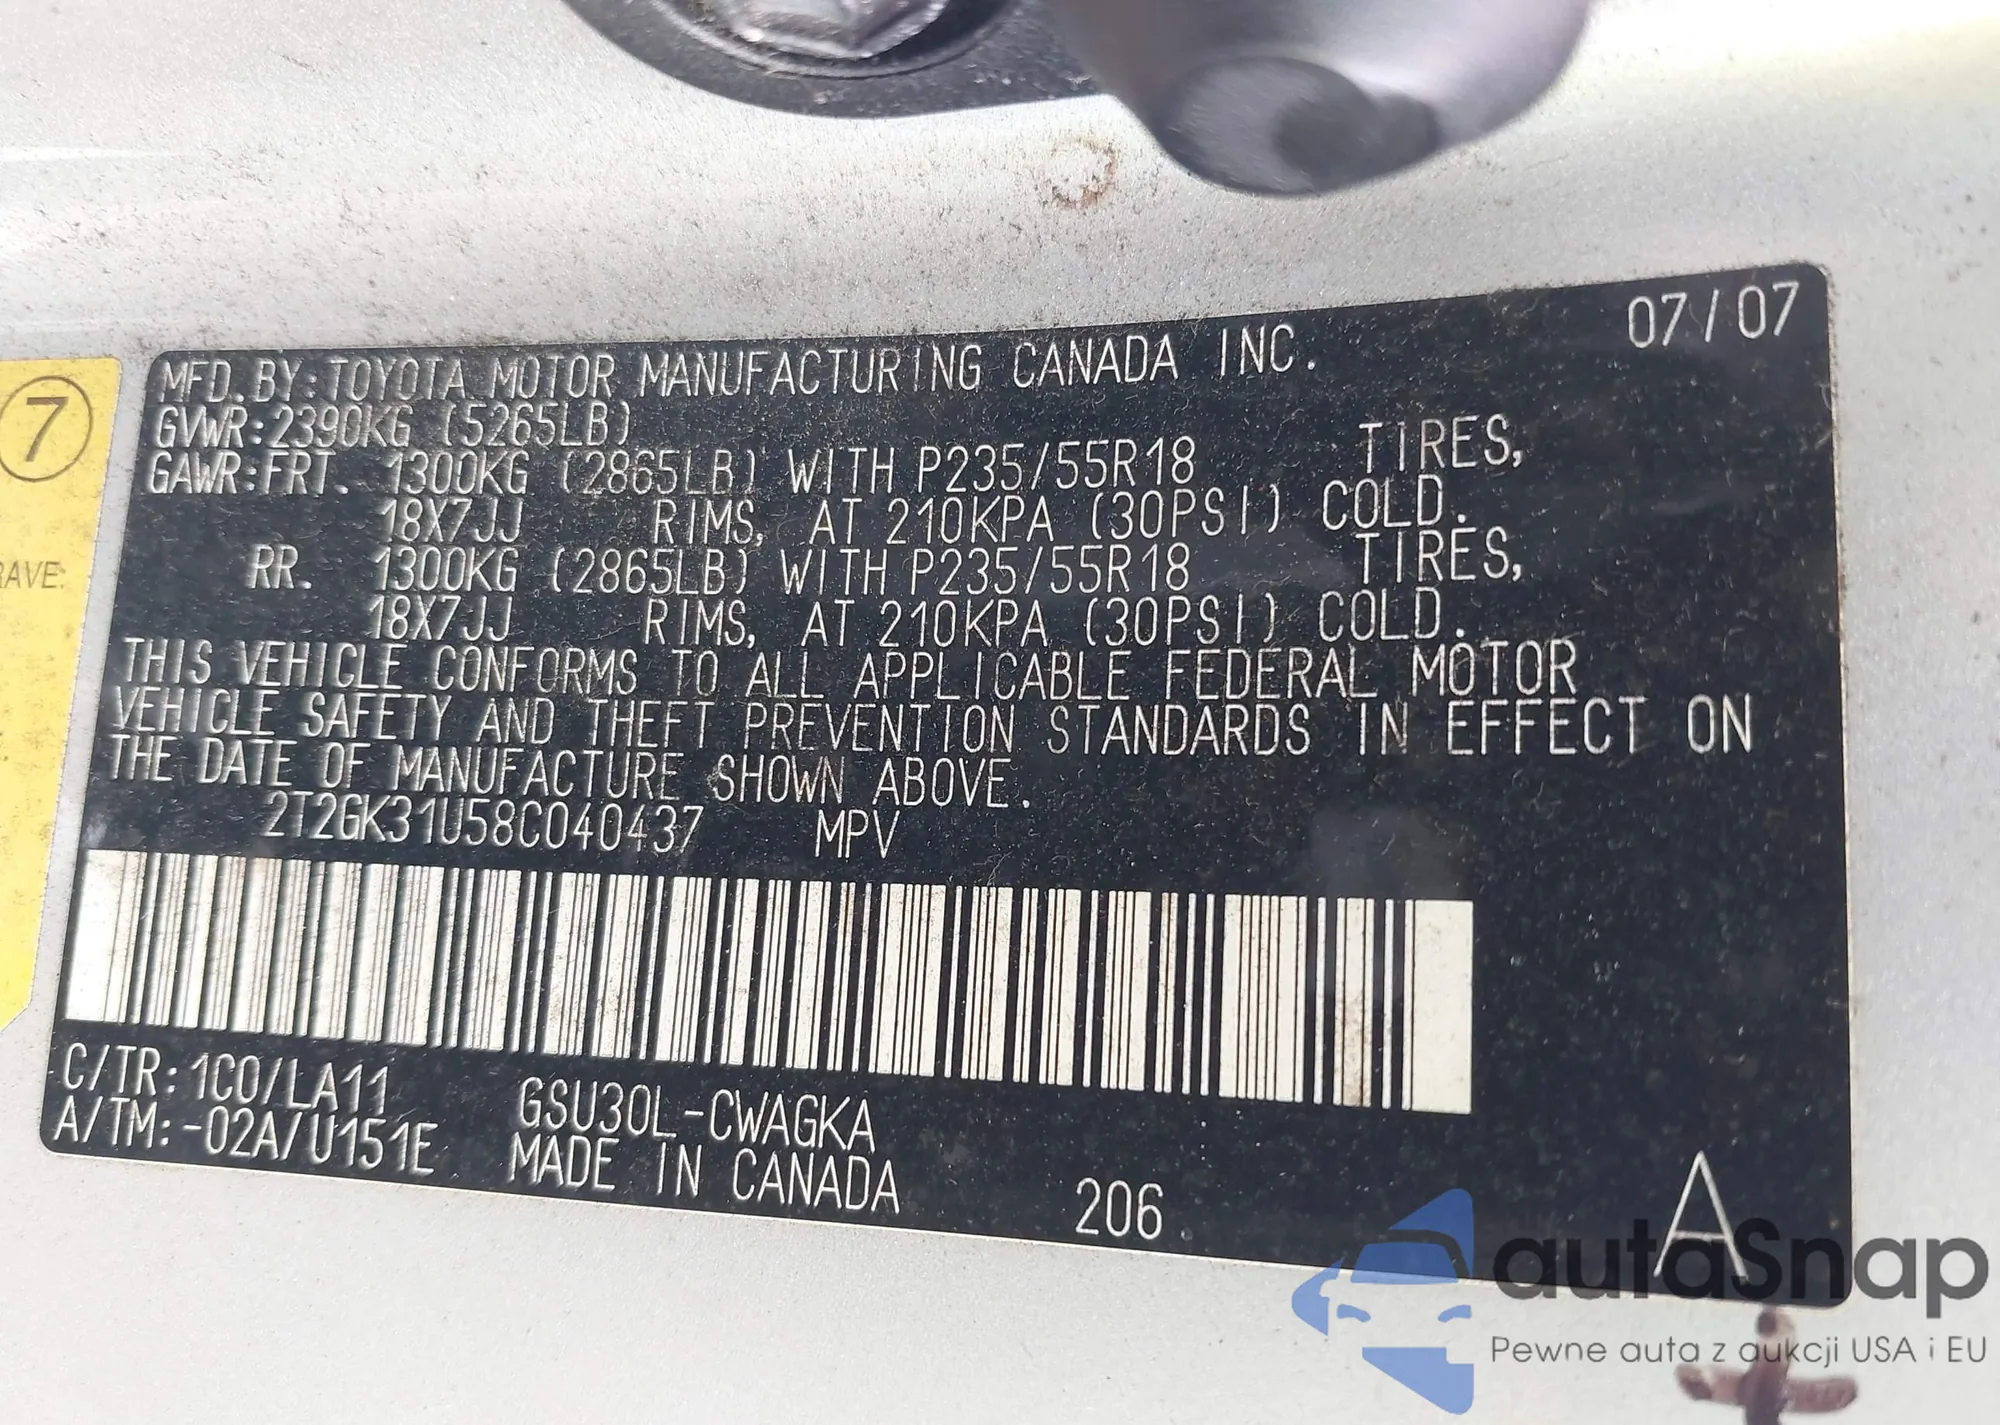 07/07
MFD. BY: TOYOTA MOTOR MANUFACTURING CANADA INC.
GVWR: 2390KG (5265LB)
GAWR: FRT. 1300KG (2865LB) WITH P235/55R18 TIRES,
18X7JJ RIMS, AT 210KPA (30PSI) COLD.
RR. 1300KG (2865LB) WITH P235/55R18 TIRES,
18X7JJ RIMS, AT 210KPA (30PSI) COLD.
THIS VEHICLE CONFORMS TO ALL APPLICABLE FEDERAL MOTOR
VEHICLE SAFETY AND THEFT PREVENTION STANDARDS IN EFFECT ON
THE DATE OF MANUFACTURE SHOWN ABOVE.
2T2GK31U58C040437 MPV
C/TR: 1C0/LA11 GSU30L-CWAGKA
A/TM: -02A/U151E MADE IN CANADA 206 A
7
RAVE.
autaSnap
Pewne auta z aukcji USA i EU